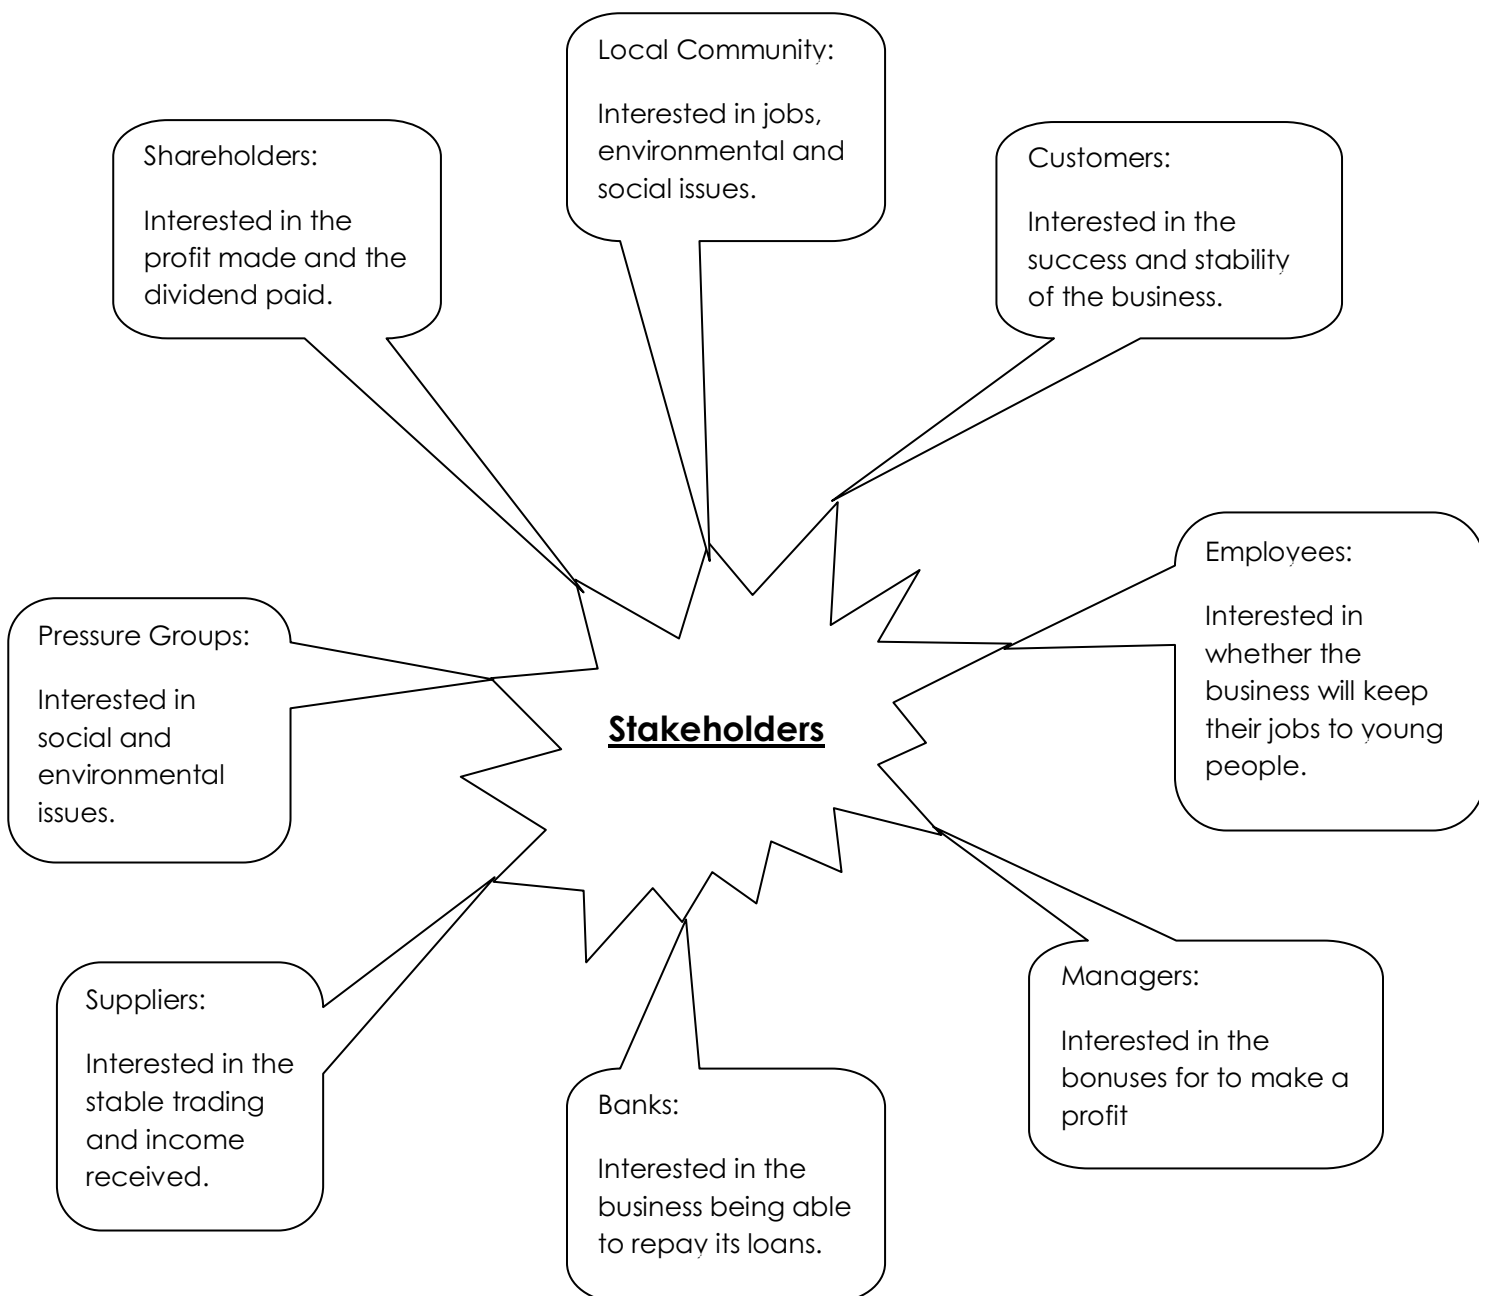 Local Community:
Interested in jobs,
environmental and
social issues.
Shareholders:
Interested in the
profit made and the
dividend paid.
Customers:
Interested in the
success and stability
of the business.
Employees:
Interested in
whether the
business will keep
their jobs to young
people.
Pressure Groups:
Interested in
social and
environmental
issues.
Stakeholders
Suppliers:
Interested in the
stable trading
and income
received.
Banks:
Interested in the
business being able
to repay its loans.
Managers:
Interested in the
bonuses for to make a
profit